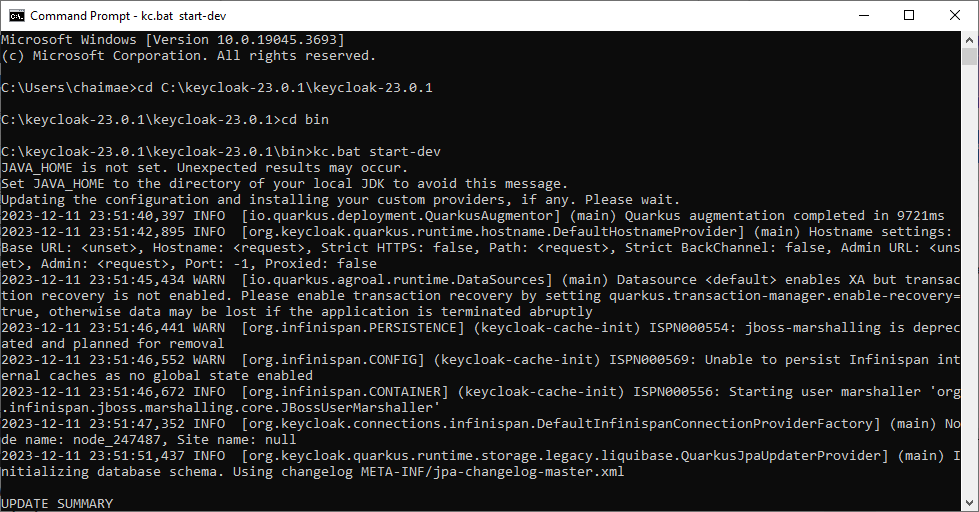 Command Prompt - kc.bat  start-dev
Microsoft Windows [Version 10.0.19045.3693]
(c) Microsoft Corporation. All rights reserved.
C:\Users\chaimae>cd C:\keycloak-23.0.1\keycloak-23.0.1
C:\keycloak-23.0.1\keycloak-23.0.1>cd bin
C:\keycloak-23.0.1\keycloak-23.0.1\bin>kc.bat start-dev
JAVA_HOME is not set. Unexpected results may occur.
Set JAVA_HOME to the directory of your local JDK to avoid this message.
Updating the configuration and installing your custom providers, if any. Please wait.
2023-12-11 23:51:40,397 INFO  [io.quarkus.deployment.QuarkusAugmentor] (main) Quarkus augmentation completed in 9721ms
2023-12-11 23:51:42,895 INFO  [org.keycloak.quarkus.runtime.hostname.DefaultHostnameProvider] (main) Hostname settings:
Base URL: <unset>, Hostname: <request>, Strict HTTPS: false, Path: <request>, Strict BackChannel: false, Admin URL: <uns
et>, Admin: <request>, Port: -1, Proxied: false
2023-12-11 23:51:45,434 WARN  [io.quarkus.agroal.runtime.DataSources] (main) Datasource <default> enables XA but transac
tion recovery is not enabled. Please enable transaction recovery by setting quarkus.transaction-manager.enable-recovery=
true, otherwise data may be lost if the application is terminated abruptly
2023-12-11 23:51:46,441 WARN  [org.infinispan.PERSISTENCE] (keycloak-cache-init) ISPN000554: jboss-marshalling is deprec
ated and planned for removal
2023-12-11 23:51:46,552 WARN  [org.infinispan.CONFIG] (keycloak-cache-init) ISPN000569: Unable to persist Infinispan int
ernal caches as no global state enabled
2023-12-11 23:51:46,672 INFO  [org.infinispan.CONTAINER] (keycloak-cache-init) ISPN000556: Starting user marshaller 'org
.infinispan.jboss.marshalling.core.JBossUserMarshaller'
2023-12-11 23:51:47,352 INFO  [org.keycloak.connections.infinispan.DefaultInfinispanConnectionProviderFactory] (main) No
de name: node_247487, Site name: null
2023-12-11 23:51:51,437 INFO  [org.keycloak.quarkus.runtime.storage.legacy.liquibase.QuarkusJpaUpdaterProvider] (main) I
nitializing database schema. Using changelog META-INF/jpa-changelog-master.xml
UPDATE SUMMARY